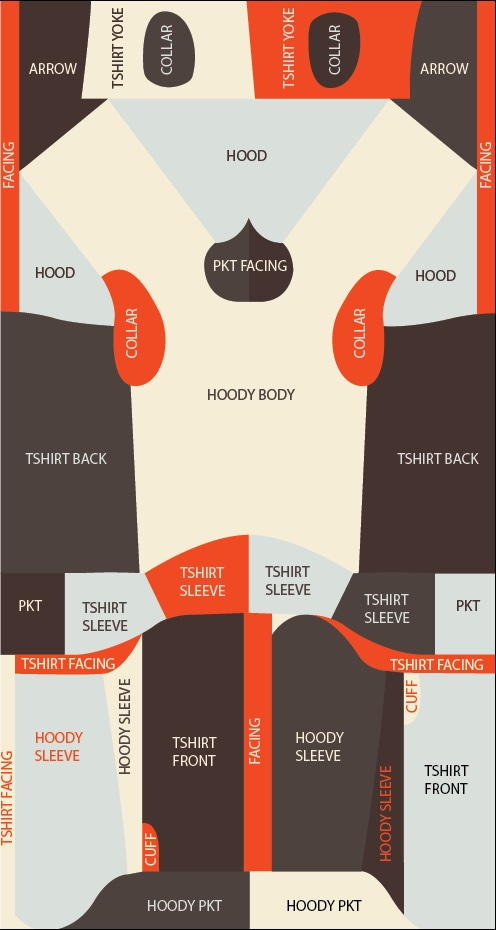 ARROW
TSHIRT YOKE
COLLAR
TSHIRT YOKE
COLLAR
ARROW
FACING
HOOD
FACING
HOOD
PKT FACING
HOOD
COLLAR
COLLAR
HOODY BODY
TSHIRT BACK
TSHIRT BACK
TSHIRT
SLEEVE
TSHIRT
SLEEVE
PKT
TSHIRT
SLEEVE
TSHIRT
SLEEVE
PKT
TSHIRT FACING
TSHIRT FACING
TSHIRT FACING
HOODY
SLEEVE
HOODY SLEEVE
TSHIRT
FRONT
CUFF
FACING
HOODY
SLEEVE
HOODY SLEEVE
CUFF
TSHIRT
FRONT
HOODY PKT
HOODY PKT